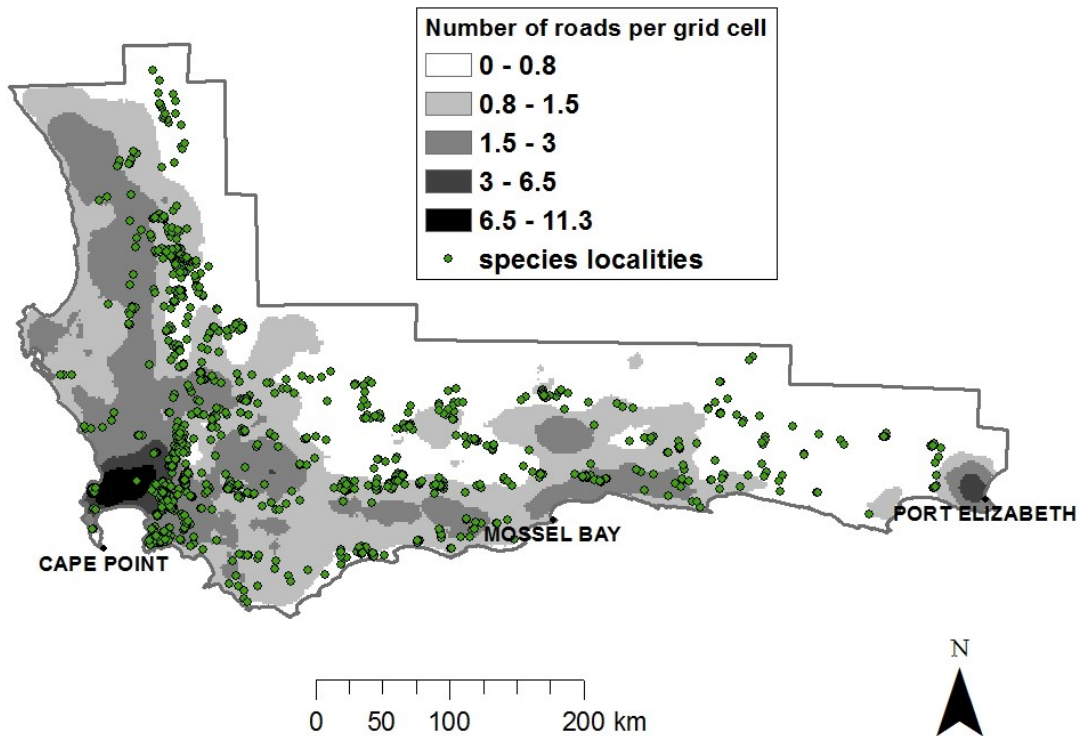 Number of roads per grid cell
0 - 0.8
0.8 - 1.5
1.5 - 3
3 - 6.5
6.5 - 11.3
species localities
CAPE POINT
MOSSEL BAY
PORT ELIZABETH
N
0 50 100 200 km